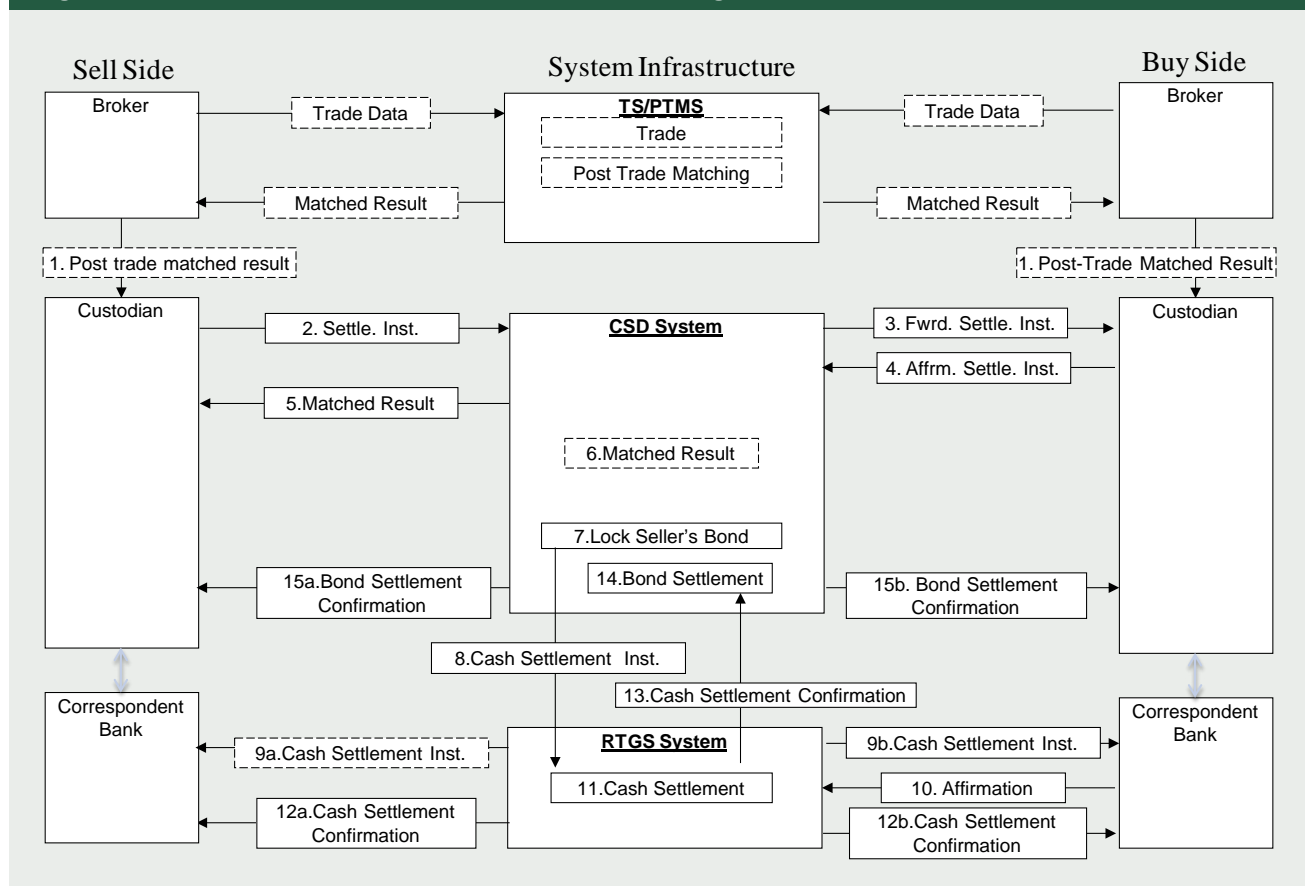 Sell Side
System Infrastructure
Buy Side
Broker
Trade Data
TS/PTMS
Trade
Post Trade Matching
Trade Data
Broker
Matched Result
Matched Result
1. Post trade matched result
1. Post-Trade Matched Result
Custodian
2. Settle. Inst.
CSD System
3. Fwrd. Settle. Inst.
Custodian
4. Affrm. Settle. Inst.
5.Matched Result
6.Matched Result
7.Lock Seller's Bond
14.Bond Settlement
15a.Bond Settlement
Confirmation
15b. Bond Settlement
Confirmation
8.Cash Settlement Inst.
13.Cash Settlement Confirmation
Correspondent
Bank
9a.Cash Settlement Inst.
RTGS System
9b.Cash Settlement Inst.
Correspondent
Bank
11.Cash Settlement
10. Affirmation
12a.Cash Settlement
Confirmation
12b.Cash Settlement
Confirmation